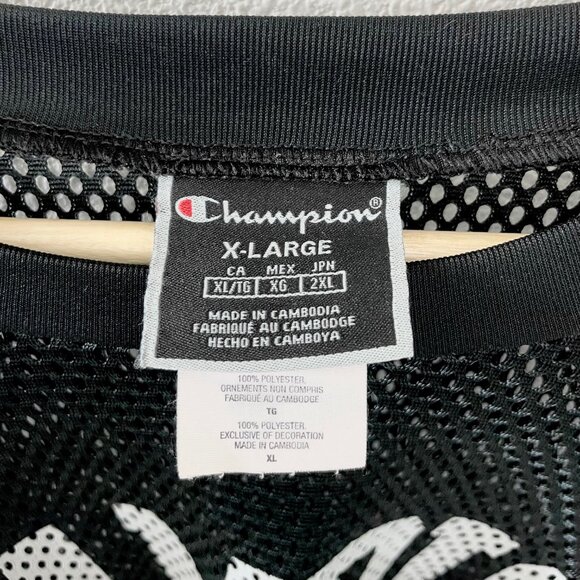 Champion®
X-LARGE
CA MEX JPN
XL/TG XG 2XL
MADE IN CAMBODIA
FABRIQUÉ AU CAMBODGE
HECHO EN CAMBOYA
100% POLYESTER.
ORNEMENTS NON COMPRIS
FABRIQUÉ AU CAMBODGE
TG
100% POLYESTER.
EXCLUSIVE OF DECORATION
MADE IN CAMBODIA
XL